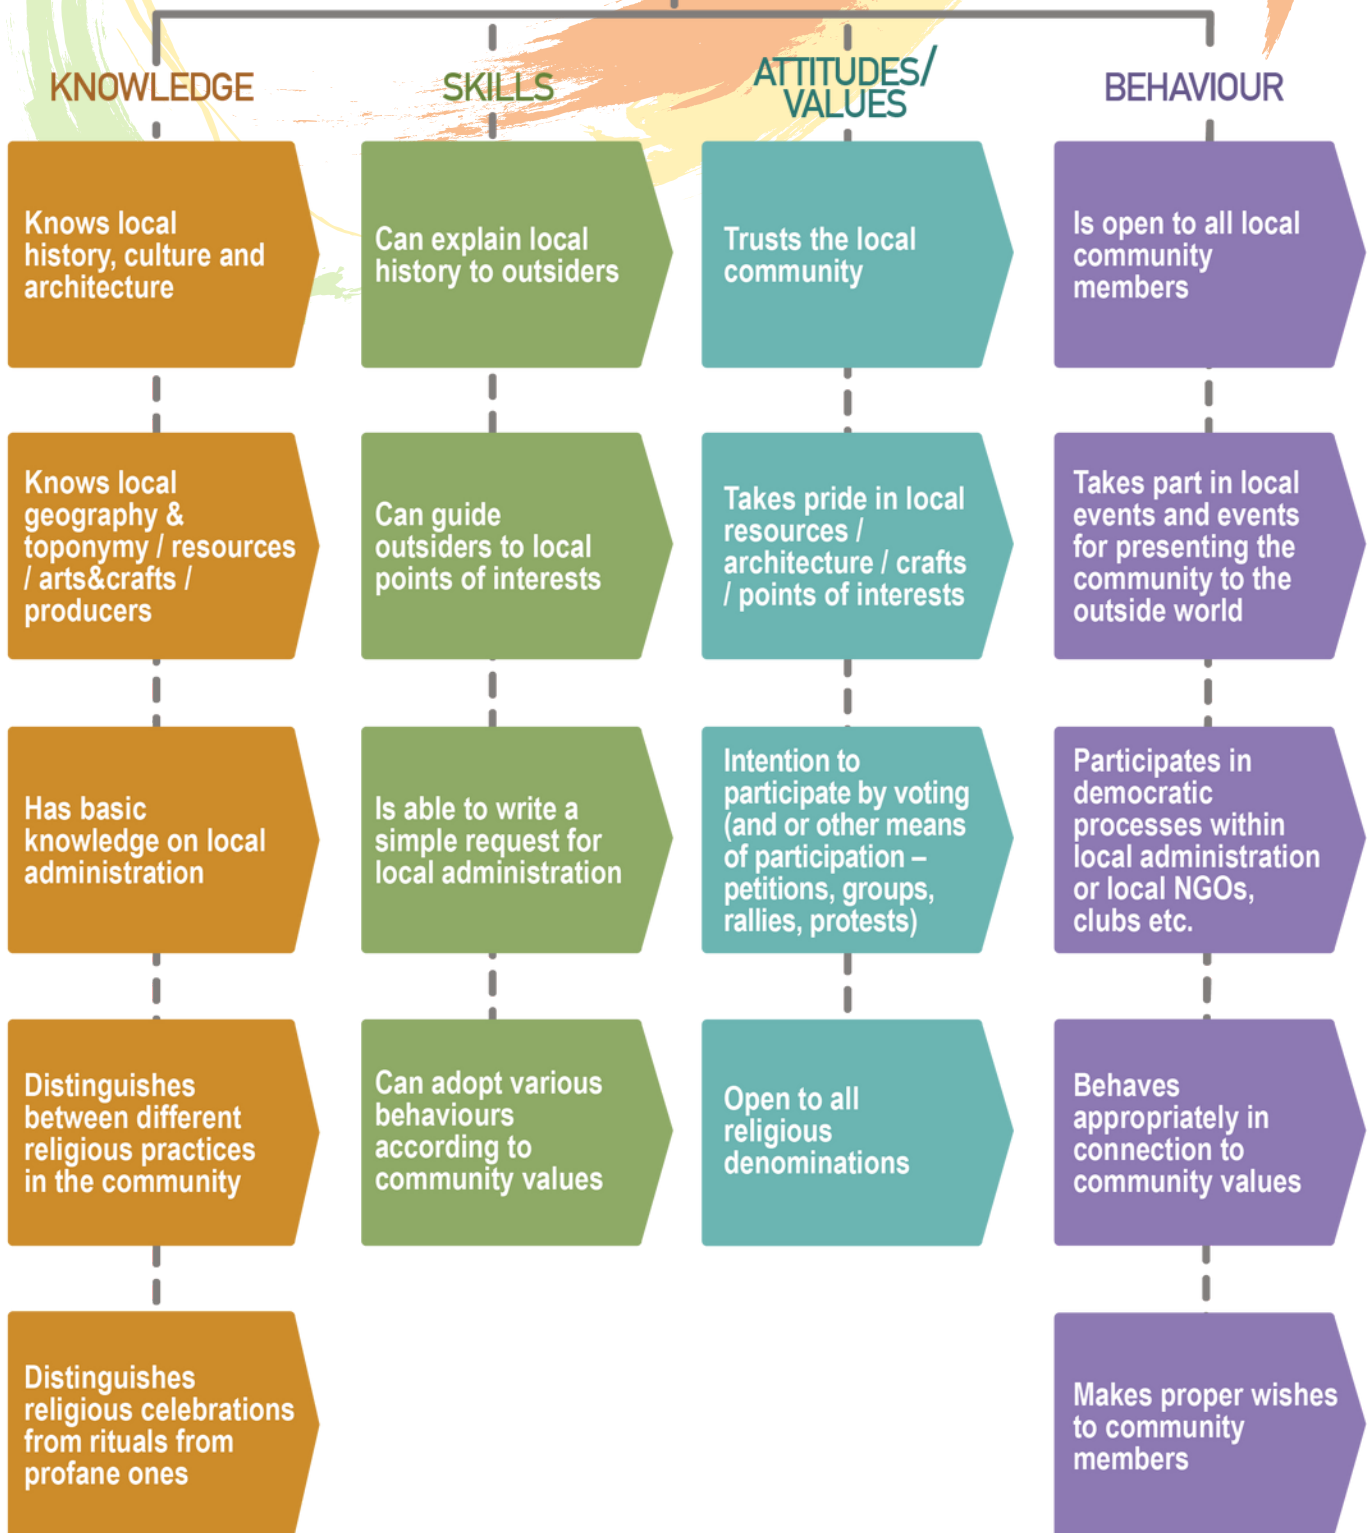 KNOWLEDGE
Knows local
history, culture and
architecture
Knows local
geography &
toponymy / resources
/ arts&crafts /
producers
Has basic
knowledge on local
administration
Distinguishes
between different
religious practices
in the community
Distinguishes
religious celebrations
from rituals from
profane ones
SKILLS
Can explain local
history to outsiders
Can guide
outsiders to local
points of interests
Is able to write a
simple request for
local administration
Can adopt various
behaviours
according to
community values
ATTITUDES/
VALUES
Trusts the local
community
Takes pride in local
resources /
architecture / crafts
/ points of interests
Intention to
participate by voting
(and or other means
of participation –
petitions, groups,
rallies, protests)
Open to all
religious
denominations
BEHAVIOUR
Is open to all local
community
members
Takes part in local
events and events
for presenting the
community to the
outside world
Participates in
democratic
processes within
local administration
or local NGOs,
clubs etc.
Behaves
appropriately in
connection to
community values
Makes proper wishes
to community
members